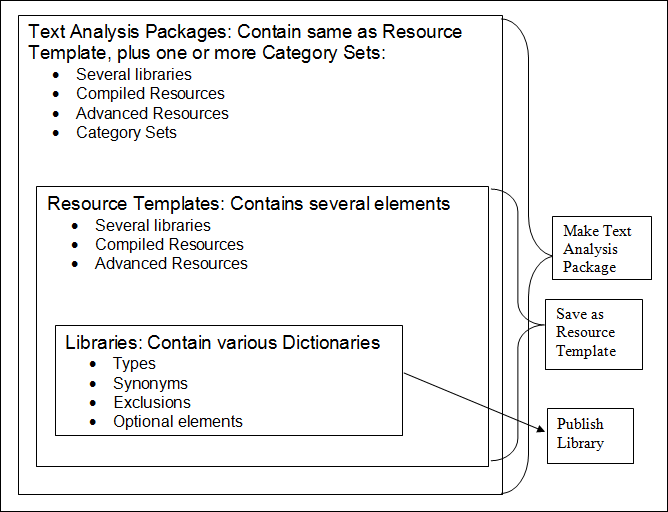 Text Analysis Packages: Contain same as Resource
Template, plus one or more Category Sets:
• Several libraries
• Compiled Resources
• Advanced Resources
• Category Sets
Resource Templates: Contains several elements
• Several libraries
• Compiled Resources
• Advanced Resources
Libraries: Contain various Dictionaries
• Types
• Synonyms
• Exclusions
• Optional elements
Make Text
Analysis
Package
Save as
Resource
Template
Publish
Library